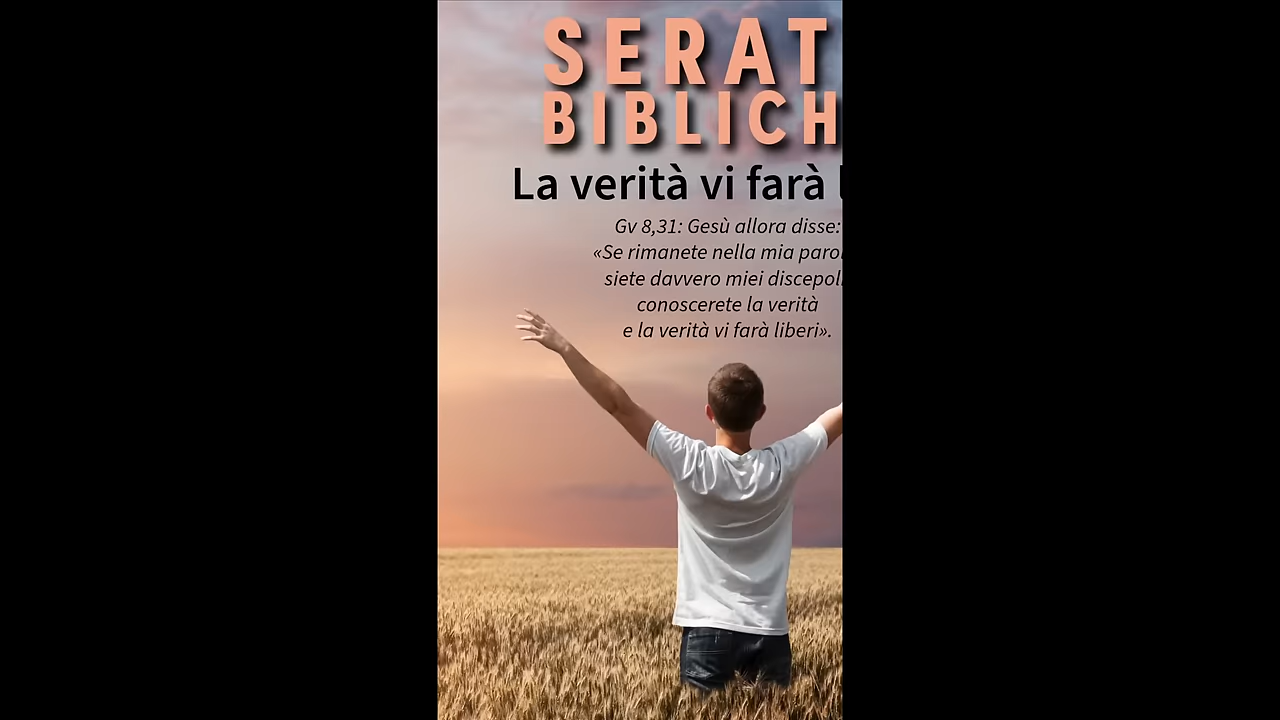 SERAT
BIBLICH
La verità vi farà
Gv 8,31: Gesù allora disse:
«Se rimanete nella mia paro
siete davvero miei discepol
conoscerete la verità
e la verità vi farà liberi».